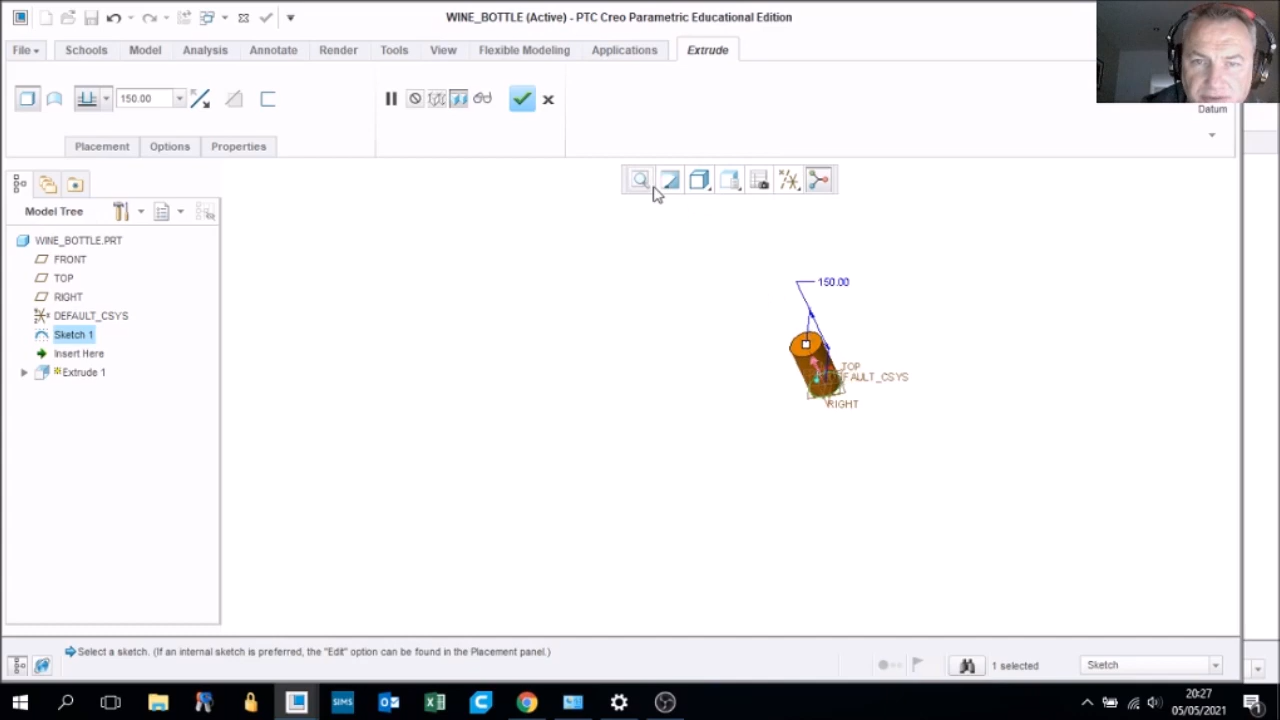 WINE_BOTTLE (Active) - PTC Creo Parametric Educational Edition
File Schools Model Analysis Annotate Render Tools View Flexible Modeling Applications Extrude
150.00
Datum
Placement Options Properties
Model Tree
WINE_BOTTLE.PRT
FRONT
TOP
RIGHT
DEFAULT_CSYS
Sketch 1
Insert Here
Extrude 1
150.00
TOP
FAULT_CSYS
RIGHT
Select a sketch. (If an internal sketch is preferred, the "Edit" option can be found in the Placement panel.)
1 selected
Sketch
SIMS
20:27
05/05/2021
1